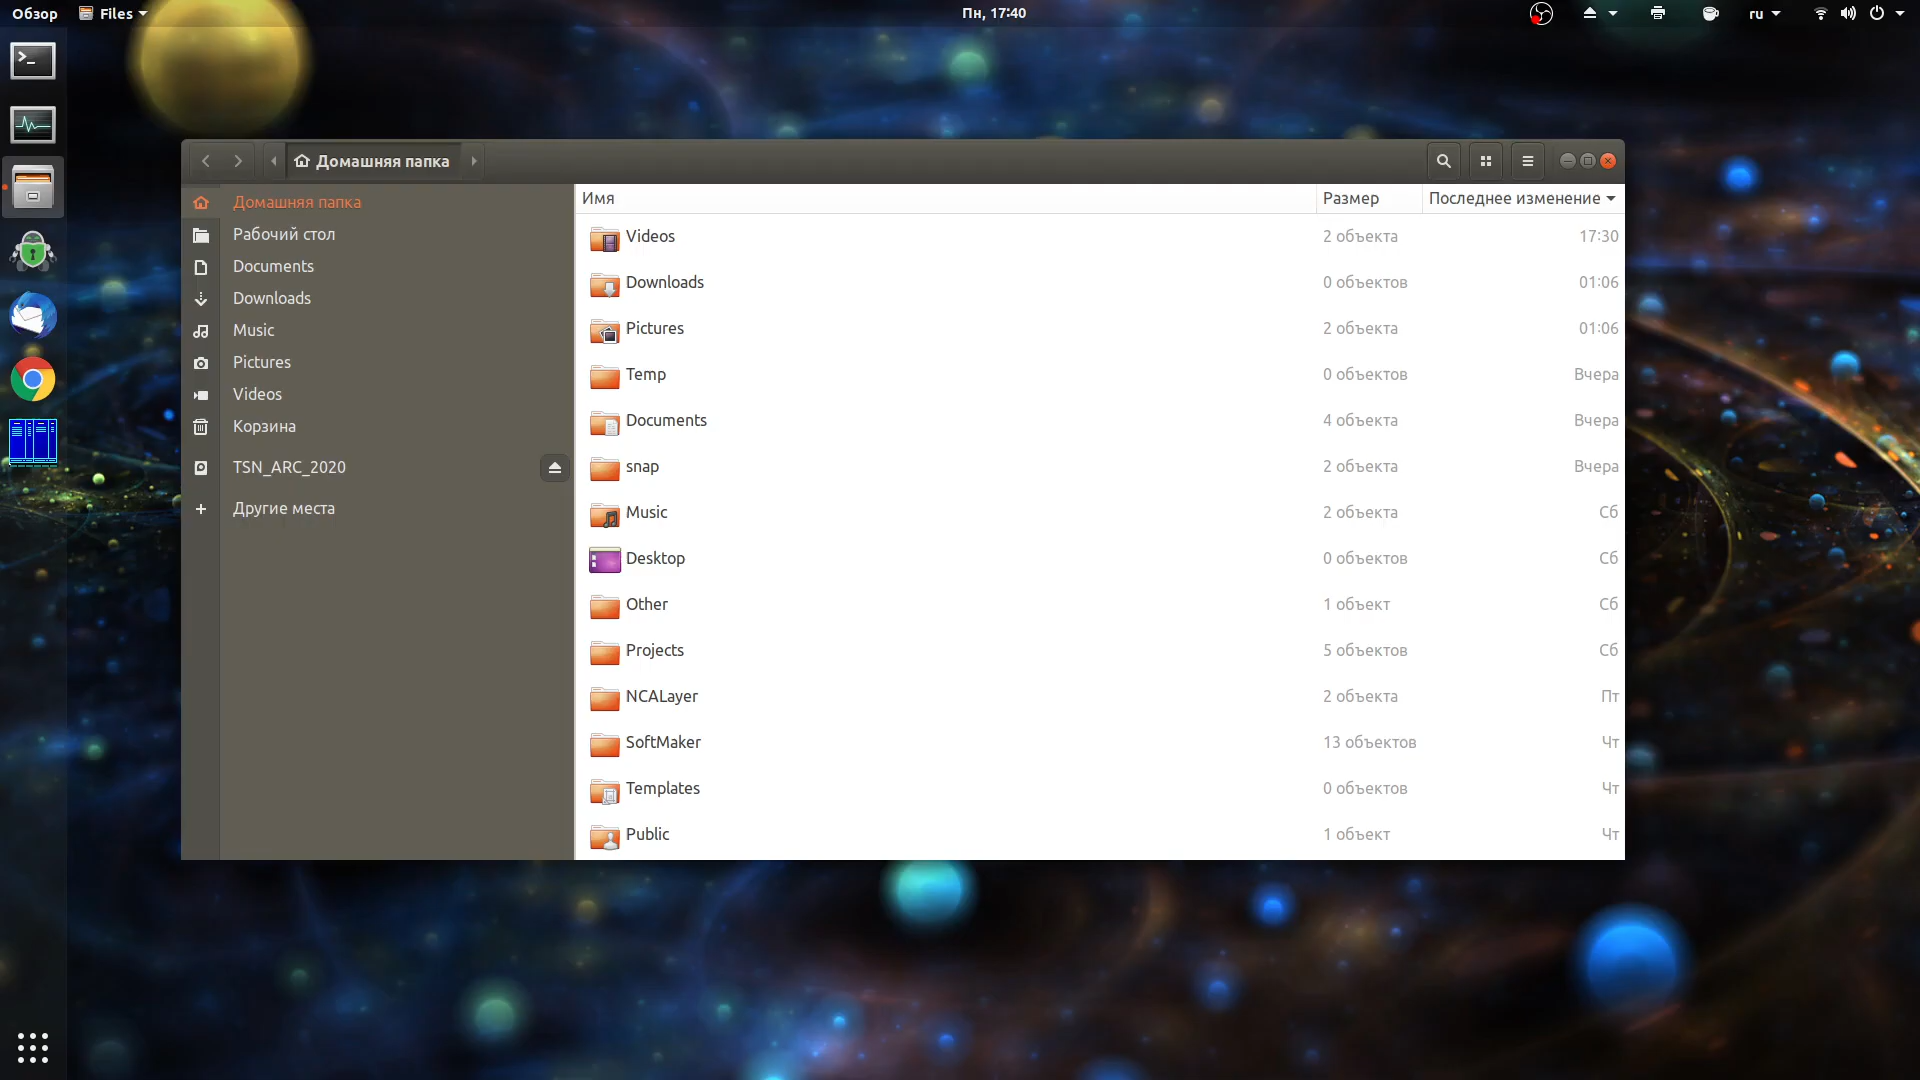 Обзор Files Пн, 17:40 ru
Домашняя папка
Имя Размер Последнее изменение
Домашняя папка
Рабочий стол
Documents
Downloads
Music
Pictures
Videos
Корзина
TSN_ARC_2020
Другие места
Videos 2 объекта 17:30
Downloads 0 объектов 01:06
Pictures 2 объекта 01:06
Temp 0 объектов Вчера
Documents 4 объекта Вчера
snap 2 объекта Вчера
Music 2 объекта Сб
Desktop 0 объектов Сб
Other 1 объект Сб
Projects 5 объектов Сб
NCALayer 2 объекта Пт
SoftMaker 13 объектов Чт
Templates 0 объектов Чт
Public 1 объект Чт